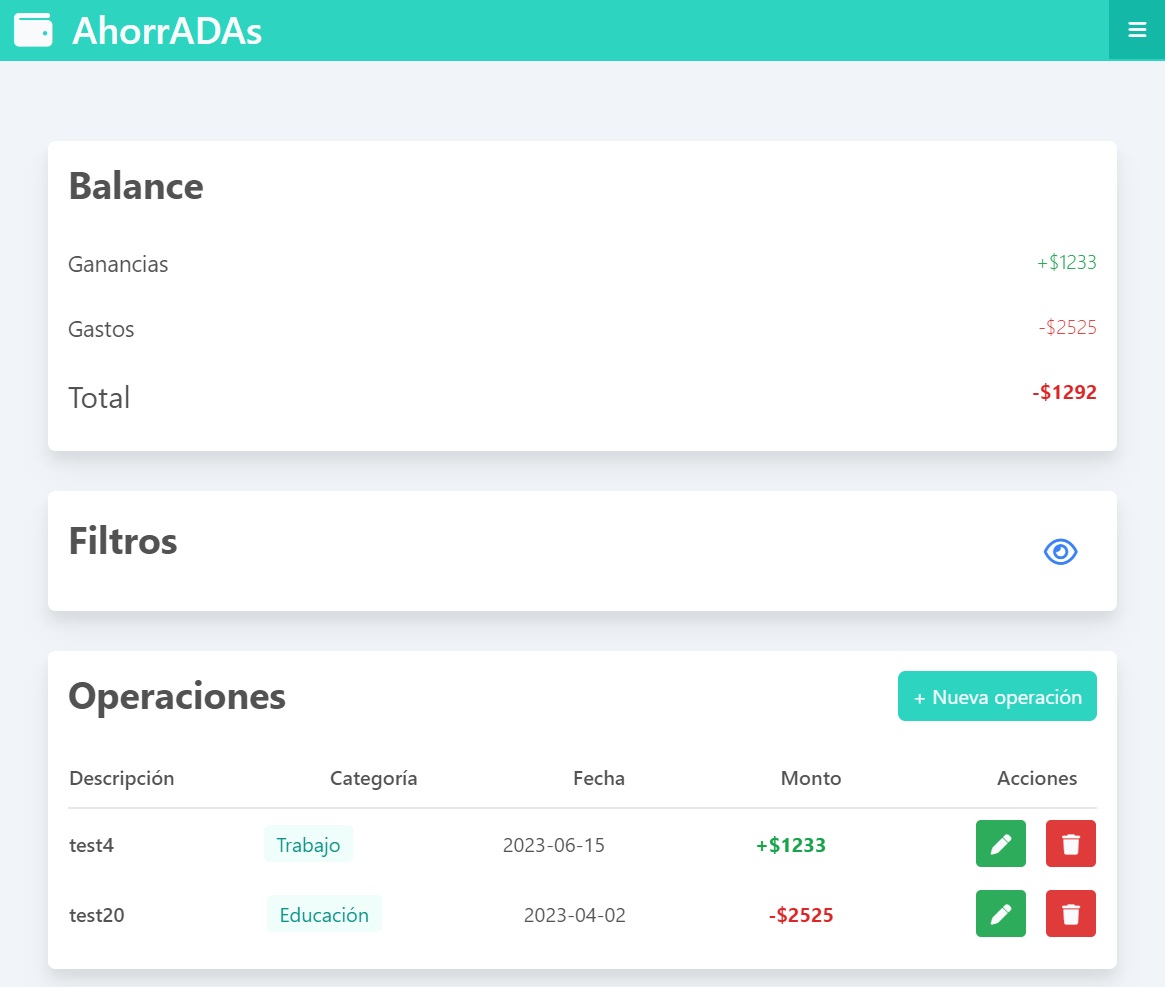 AhorrADAs
Balance
Ganancias +$1233
Gastos -$2525
Total -$1292
Filtros
Operaciones + Nueva operación
Descripción Categoría Fecha Monto Acciones
test4 Trabajo 2023-06-15 +$1233
test20 Educación 2023-04-02 -$2525